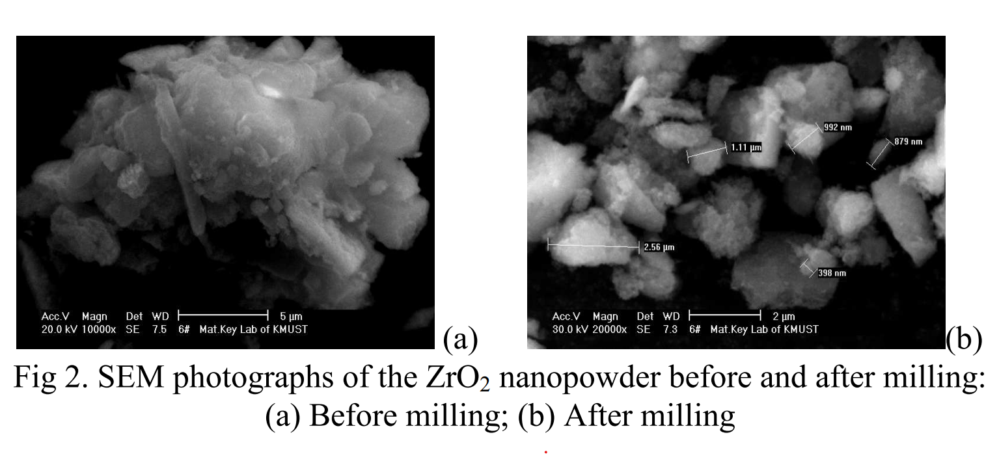 992 nm
1.11 µm
879 nm
2.56 µm
398 nm
Acc.V Magn Det WD 5 µm
20.0 kV 10000x SE 7.5 6# Mat.Key Lab of KMUST
(a)
Acc.V Magn Det WD 2 µm
30.0 kV 20000x SE 7.3 6# Mat.Key Lab of KMUST
(b)
Fig 2. SEM photographs of the ZrO₂ nanopowder before and after milling:
(a) Before milling; (b) After milling